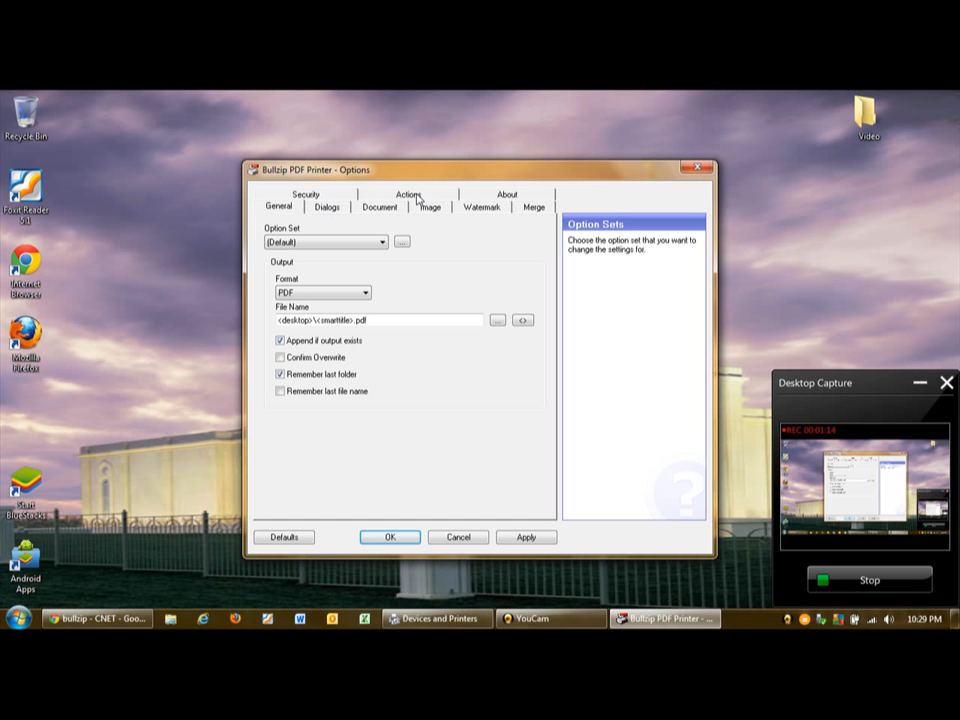 Recycle Bin
Foxit Reader
5.1
Internet
Browser
Mozilla
Firefox
Start
BlueStacks
Android
Apps
Video
Bullzip PDF Printer - Options
Security
Actions
About
General
Dialogs
Document
Image
Watermark
Merge
Option Set
(Default)
...
Output
Format
PDF
File Name
<desktop>\<smarttitle>.pdf
...
<>
Append if output exists
Confirm Overwrite
Remember last folder
Remember last file name
Option Sets
Choose the option set that you want to
change the settings for.
Defaults
OK
Cancel
Apply
Desktop Capture
REC 00:01:14
Stop
bullzip - CNET - Goo...
Devices and Printers
YouCam
Bullzip PDF Printer - ...
10:29 PM